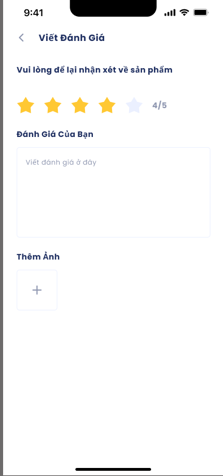 9:41
Viết Đánh Giá
Vui lòng để lại nhận xét về sản phẩm
4/5
Đánh Giá Của Bạn
Viết đánh giá ở đây
Thêm Ảnh